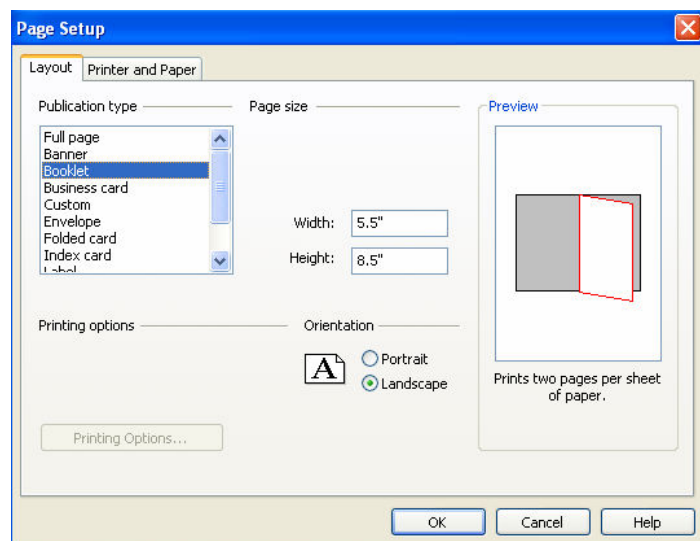 Page Setup
Layout
Printer and Paper
Publication type
Full page
Banner
Booklet
Business card
Custom
Envelope
Folded card
Index card
Label
Page size
Width: 5.5"
Height: 8.5"
Printing options
Printing Options...
Orientation
A
Portrait
Landscape
Preview
Prints two pages per sheet
of paper.
OK
Cancel
Help